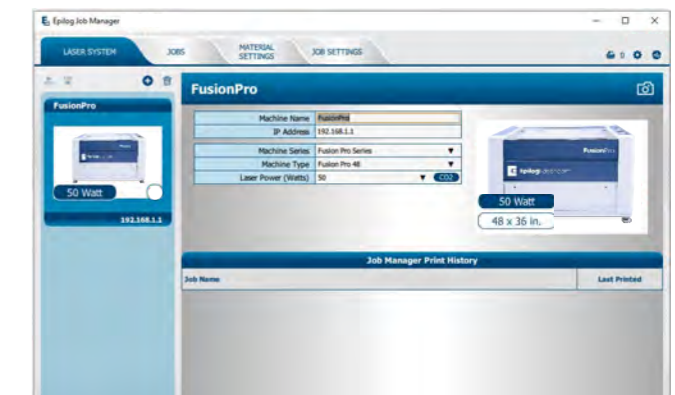 Epilog Job Manager
LASER SYSTEM
JOBS
MATERIAL SETTINGS
JOB SETTINGS
0
FusionPro
50 Watt
192.168.1.1
FusionPro
Machine Name FusionPro
IP Address 192.168.1.1
Machine Series Fusion Pro Series
Machine Type Fusion Pro 48
Laser Power (Watts) 50 CO2
FusionPro
50 Watt
48 x 36 in.
Job Manager Print History
Job Name Last Printed